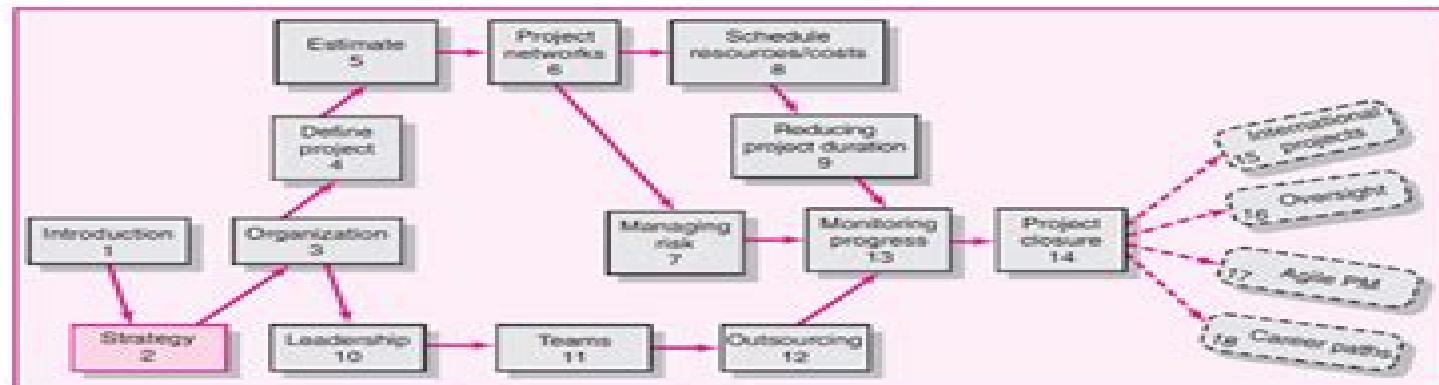 Estimate
5
Project
networks
6
Schedule
resources/costs
8
Define
project
4
Reducing
project duration
9
International
projects
15
Oversight
16
Introduction
1
Organization
3
Managing
risk
7
Monitoring
progress
13
Project
closure
14
Agile PM
17
Strategy
2
Leadership
10
Teams
11
Outsourcing
12
Career paths
18